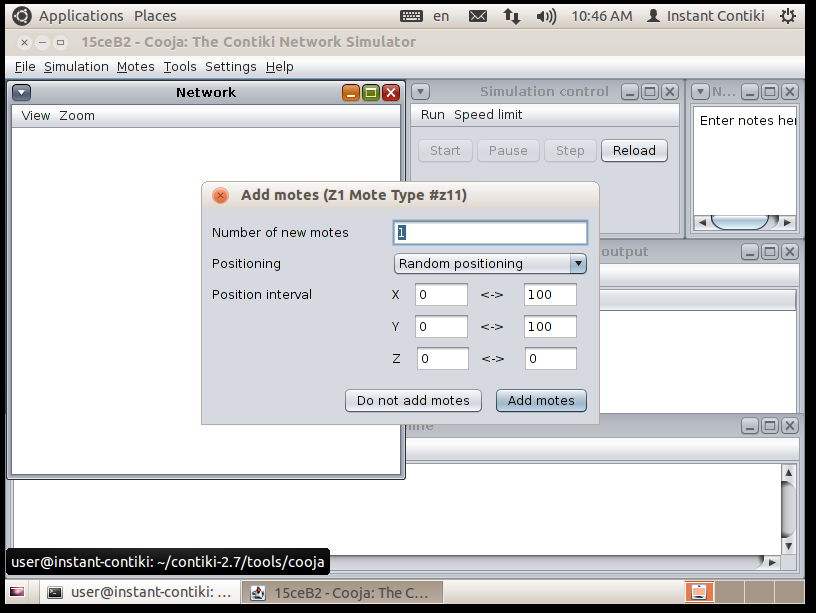 Applications Places en 10:46 AM Instant Contiki
15ceB2 - Cooja: The Contiki Network Simulator
File Simulation Motes Tools Settings Help
Network
View Zoom
Simulation control
Run Speed limit
Start Pause Step Reload
N...
Enter notes her
output
Add motes (Z1 Mote Type #z11)
Number of new motes 1
Positioning Random positioning
Position interval X 0 <-> 100
Y 0 <-> 100
Z 0 <-> 0
Do not add motes Add motes
line
user@instant-contiki: ~/contiki-2.7/tools/cooja
user@instant-contiki: ... 15ceB2 - Cooja: The C...